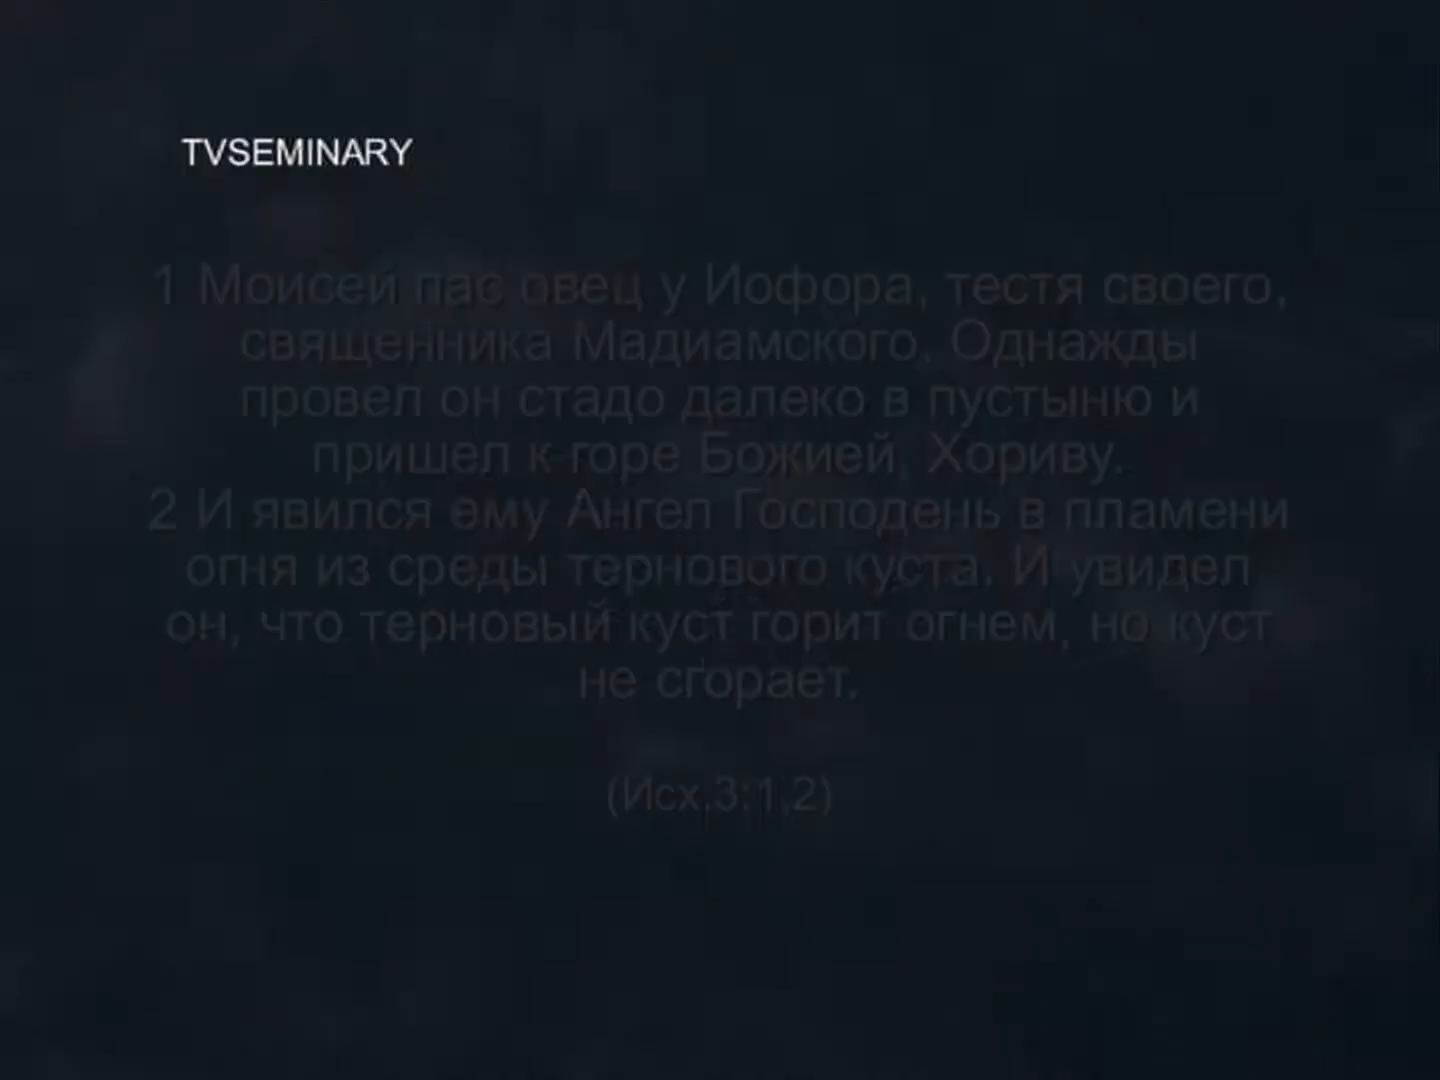 TVSEMINARY
1 Моисей пас овец у Иофора, тестя своего,
священника Мадиамского. Однажды
провел он стадо далеко в пустыню и
пришел к горе Божией, Хориву.
2 И явился ему Ангел Господень в пламени
огня из среды тернового куста. И увидел
он, что терновый куст горит огнем, но куст
не сгорает.
(Исх.3:1,2)